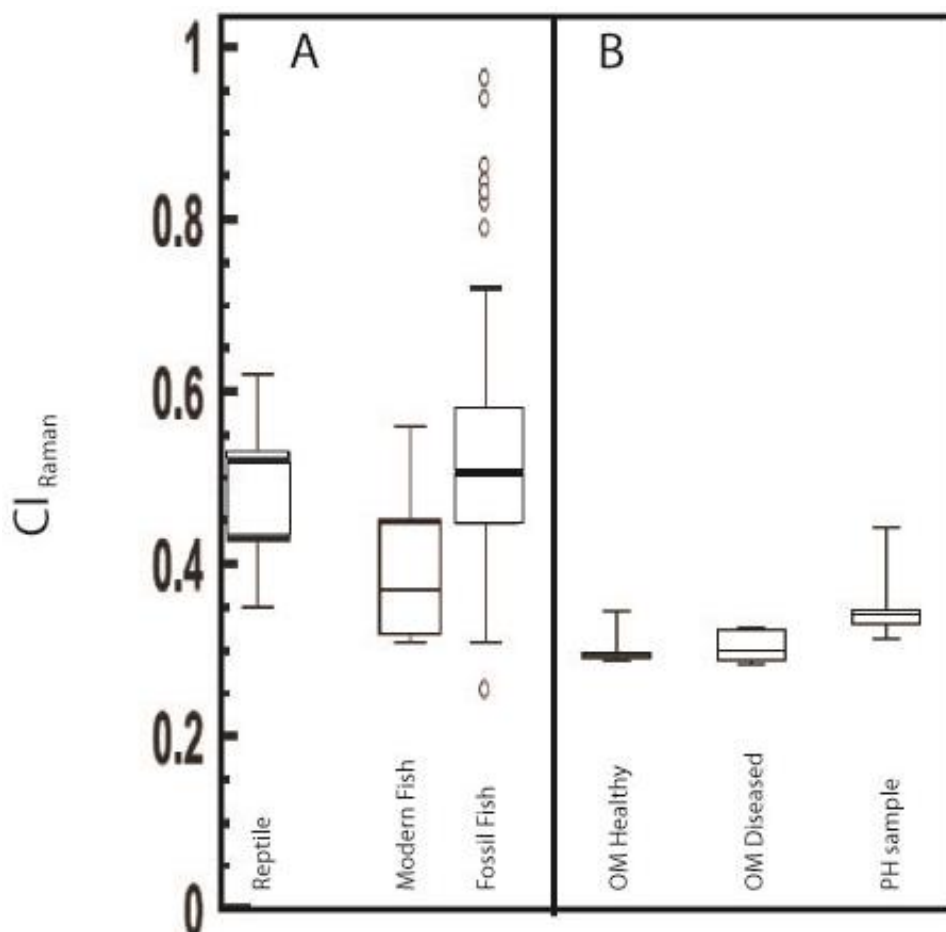 A
B
1
0.8
0.6
0.4
0.2
0
CI Raman
Reptile
Modern Fish
Fossil Fish
OM Healthy
OM Diseased
PH sample